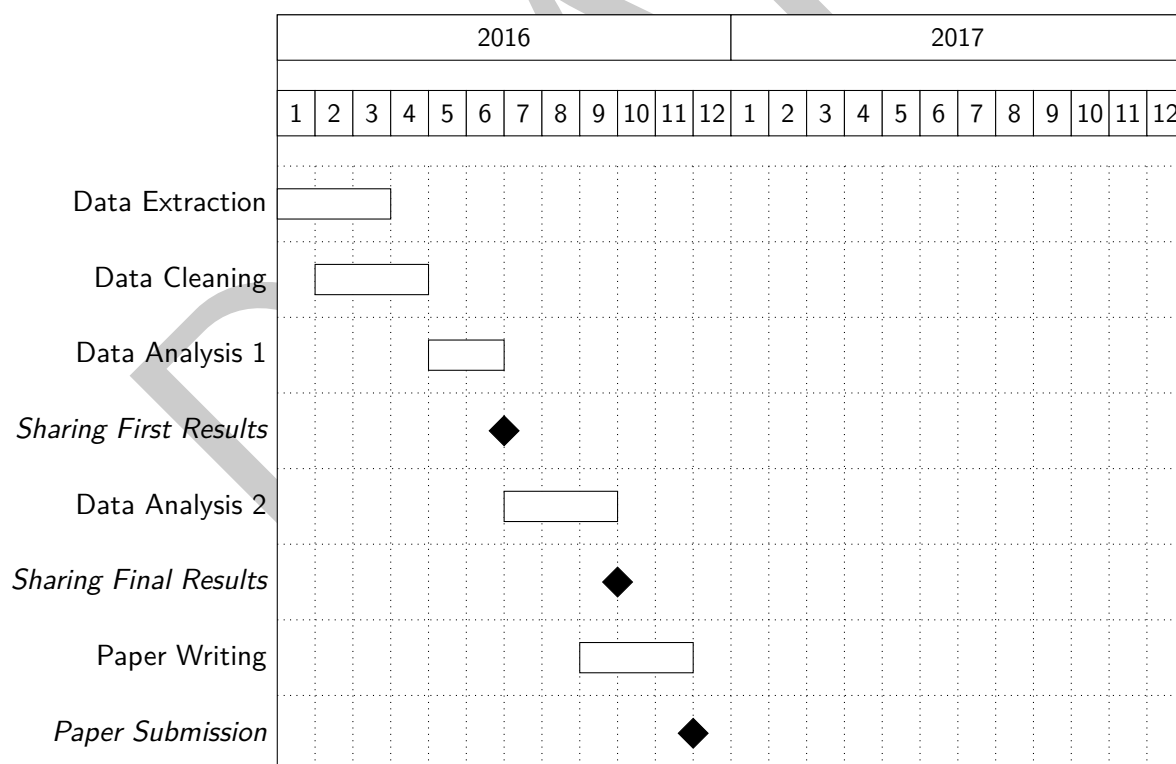 2016 2017
1 2 3 4 5 6 7 8 9 10 11 12 1 2 3 4 5 6 7 8 9 10 11 12
Data Extraction
Data Cleaning
Data Analysis 1
Sharing First Results
Data Analysis 2
Sharing Final Results
Paper Writing
Paper Submission